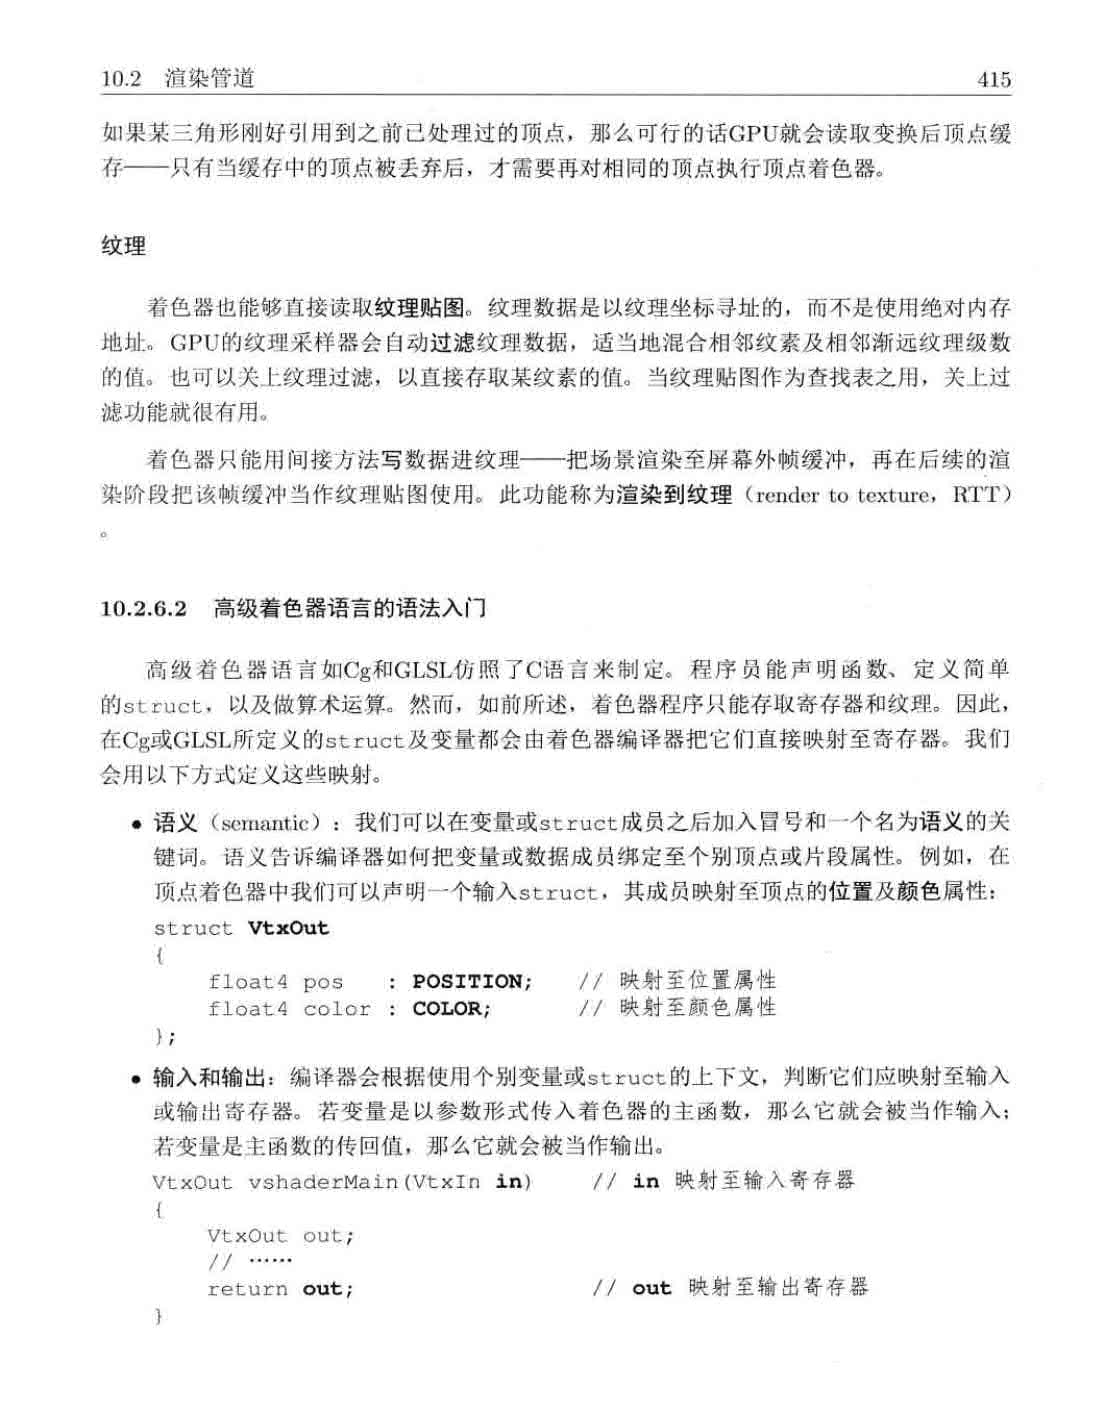 10.2 渲染管道 415
如果某三角形刚好引用到之前已处理过的顶点，那么可行的话GPU就会读取变换后顶点缓
存——只有当缓存中的顶点被丢弃后，才需要再对相同的顶点执行顶点着色器。
纹理
着色器也能够直接读取纹理贴图。纹理数据是以纹理坐标寻址的，而不是使用绝对内存
地址。GPU的纹理采样器会自动过滤纹理数据，适当地混合相邻纹素及相邻渐远纹理级数
的值。也可以关上纹理过滤，以直接存取某纹素的值。当纹理贴图作为查找表之用，关上过
滤功能就很有用。
着色器只能用间接方法写数据进纹理——把场景渲染至屏幕外帧缓冲，再在后续的渲
染阶段把该帧缓冲当作纹理贴图使用。此功能称为渲染到纹理（render to texture，RTT）
。
10.2.6.2 高级着色器语言的语法入门
高级着色器语言如Cg和GLSL仿照了C语言来制定。程序员能声明函数、定义简单
的struct，以及做算术运算。然而，如前所述，着色器程序只能存取寄存器和纹理。因此，
在Cg或GLSL所定义的struct及变量都会由着色器编译器把它们直接映射至寄存器。我们
会用以下方式定义这些映射。
• 语义（semantic）：我们可以在变量或struct成员之后加入冒号和一个名为语义的关
键词。语义告诉编译器如何把变量或数据成员绑定至个别顶点或片段属性。例如，在
顶点着色器中我们可以声明一个输入struct，其成员映射至顶点的位置及颜色属性：
struct VtxOut
{
float4 pos : POSITION; // 映射至位置属性
float4 color : COLOR; // 映射至颜色属性
};
• 输入和输出：编译器会根据使用个别变量或struct的上下文，判断它们应映射至输入
或输出寄存器。若变量是以参数形式传入着色器的主函数，那么它就会被当作输入；
若变量是主函数的传回值，那么它就会被当作输出。
VtxOut vshaderMain(VtxIn in) // in 映射至输入寄存器
{
VtxOut out;
// ……
return out; // out 映射至输出寄存器
}